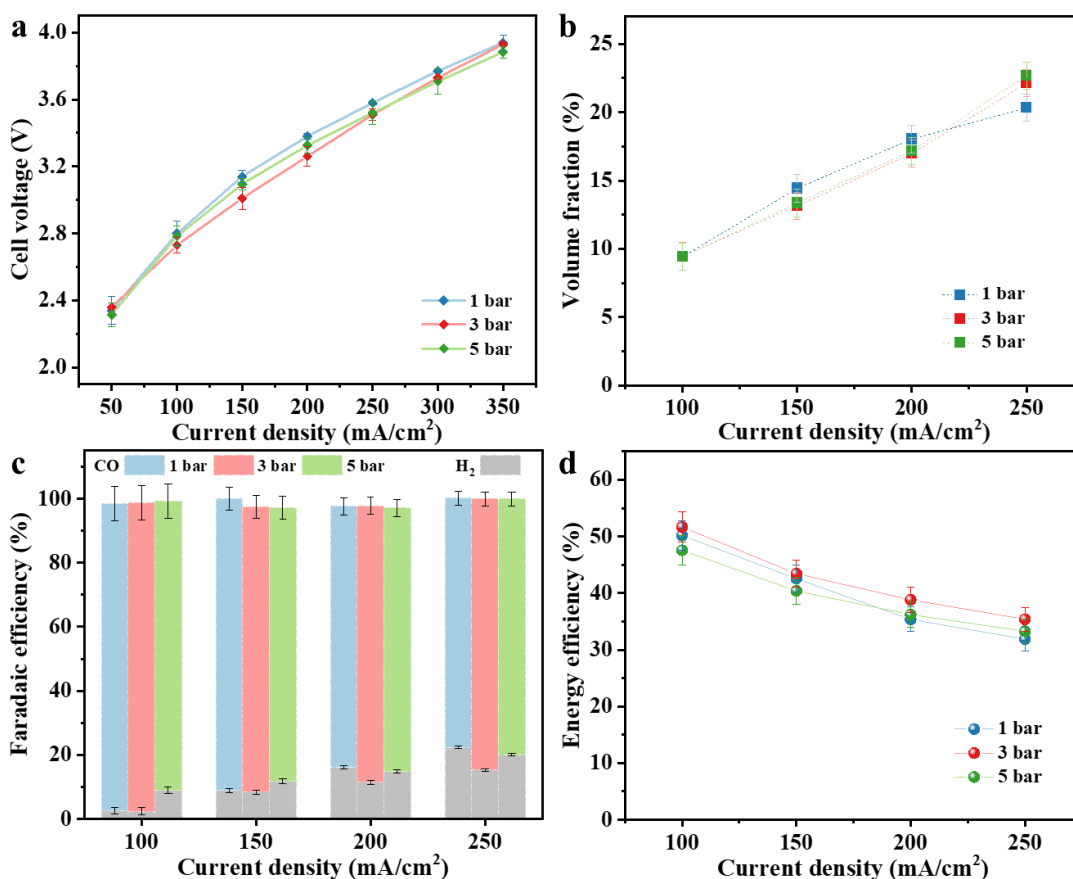 a
Cell voltage (V)
4.0
3.6
3.2
2.8
2.4
2.0
1 bar
3 bar
5 bar
50 100 150 200 250 300 350
Current density (mA/cm²)
b
Volume fraction (%)
25
20
15
10
5
0
1 bar
3 bar
5 bar
100 150 200 250
Current density (mA/cm²)
c
Faradaic efficiency (%)
CO 1 bar 3 bar 5 bar H₂
100
80
60
40
20
0
100 150 200 250
Current density (mA/cm²)
d
Energy efficiency (%)
60
50
40
30
20
10
0
1 bar
3 bar
5 bar
100 150 200 250
Current density (mA/cm²)